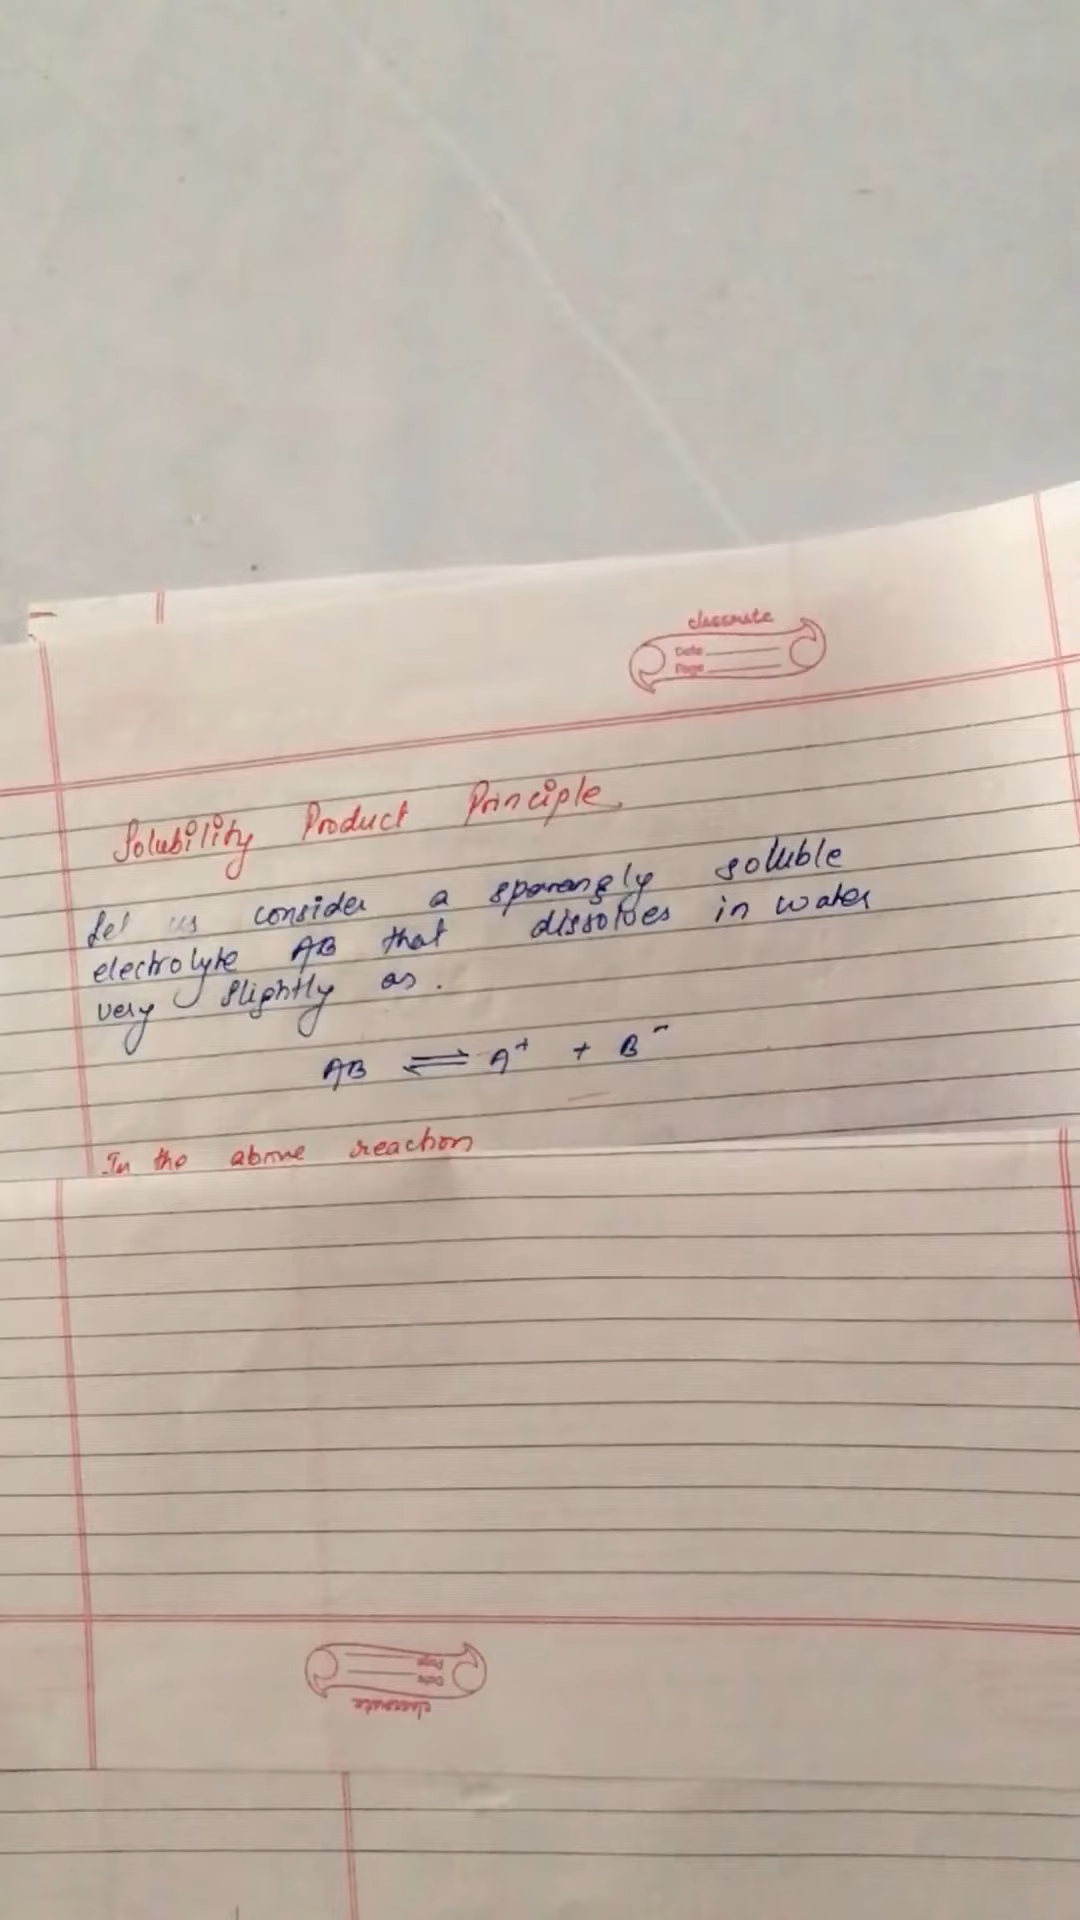 classmate
Date
Page
Solubility Product Principle
Let us consider a sparengly soluble
electrolyte AB that dissolves in water
very slightly as.
AB ⇌ A⁺ + B⁻
In the above reaction
Page
Date
classmate